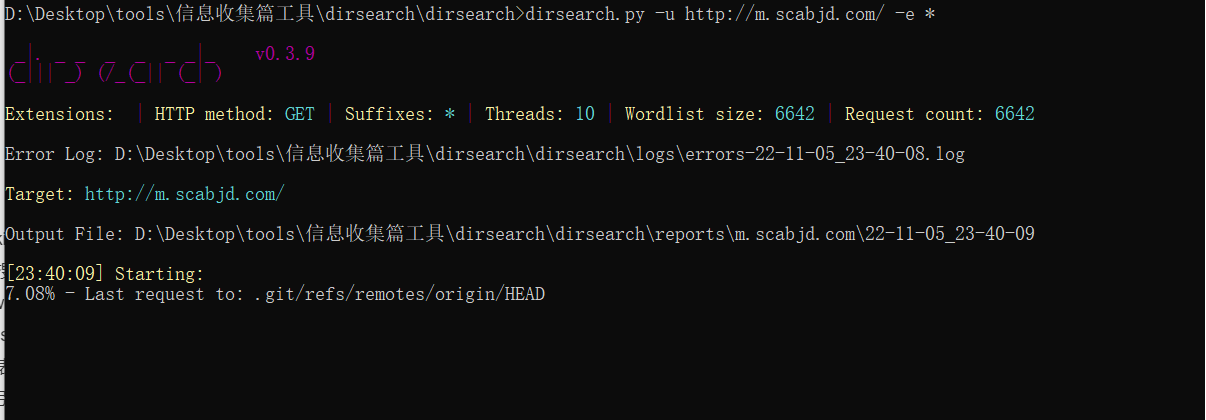 D:\Desktop\tools\信息收集篇工具\dirsearch\dirsearch>dirsearch.py -u http://m.scabjd.com/ -e *
v0.3.9
Extensions:  | HTTP method: GET | Suffixes: * | Threads: 10 | Wordlist size: 6642 | Request count: 6642
Error Log: D:\Desktop\tools\信息收集篇工具\dirsearch\dirsearch\logs\errors-22-11-05_23-40-08.log
Target: http://m.scabjd.com/
Output File: D:\Desktop\tools\信息收集篇工具\dirsearch\dirsearch\reports\m.scabjd.com\22-11-05_23-40-09
[23:40:09] Starting:
7.08% - Last request to: .git/refs/remotes/origin/HEAD